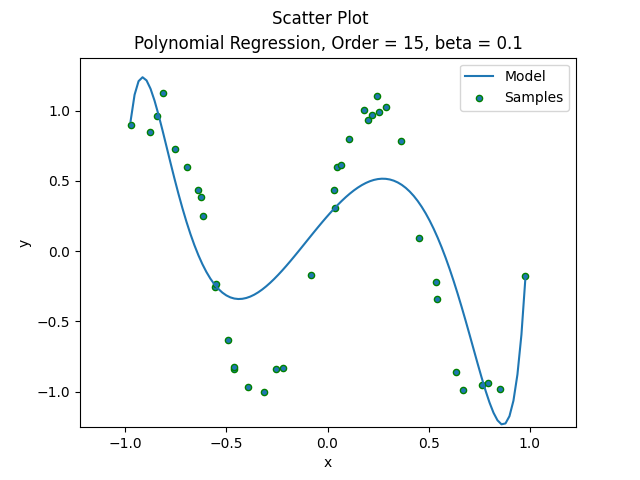 Scatter Plot
Polynomial Regression, Order = 15, beta = 0.1
Model
Samples
1.0
0.5
0.0
−0.5
−1.0
y
−1.0 −0.5 0.0 0.5 1.0
x